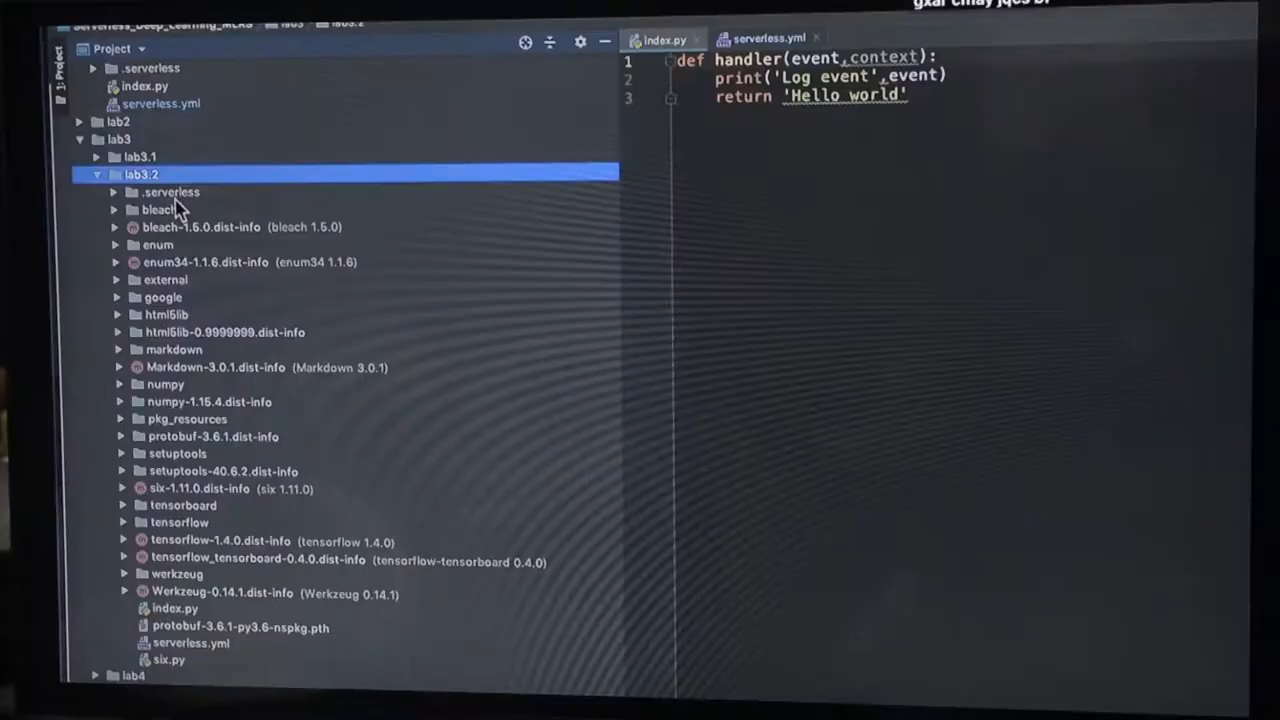 Serverless_Deep_Learning_MLRG lab3 lab3.2
1: Project
Project
.serverless
index.py
serverless.yml
lab2
lab3
lab3.1
lab3.2
.serverless
bleach
bleach-1.5.0.dist-info (bleach 1.5.0)
enum
enum34-1.1.6.dist-info (enum34 1.1.6)
external
google
html5lib
html5lib-0.9999999.dist-info
markdown
Markdown-3.0.1.dist-info (Markdown 3.0.1)
numpy
numpy-1.15.4.dist-info
pkg_resources
protobuf-3.6.1.dist-info
setuptools
setuptools-40.6.2.dist-info
six-1.11.0.dist-info (six 1.11.0)
tensorboard
tensorflow
tensorflow-1.4.0.dist-info (tensorflow 1.4.0)
tensorflow_tensorboard-0.4.0.dist-info (tensorflow-tensorboard 0.4.0)
werkzeug
Werkzeug-0.14.1.dist-info (Werkzeug 0.14.1)
index.py
protobuf-3.6.1-py3.6-nspkg.pth
serverless.yml
six.py
lab4
index.py
serverless.yml
1 def handler(event,context):
2 print('Log event',event)
3 return 'Hello world'